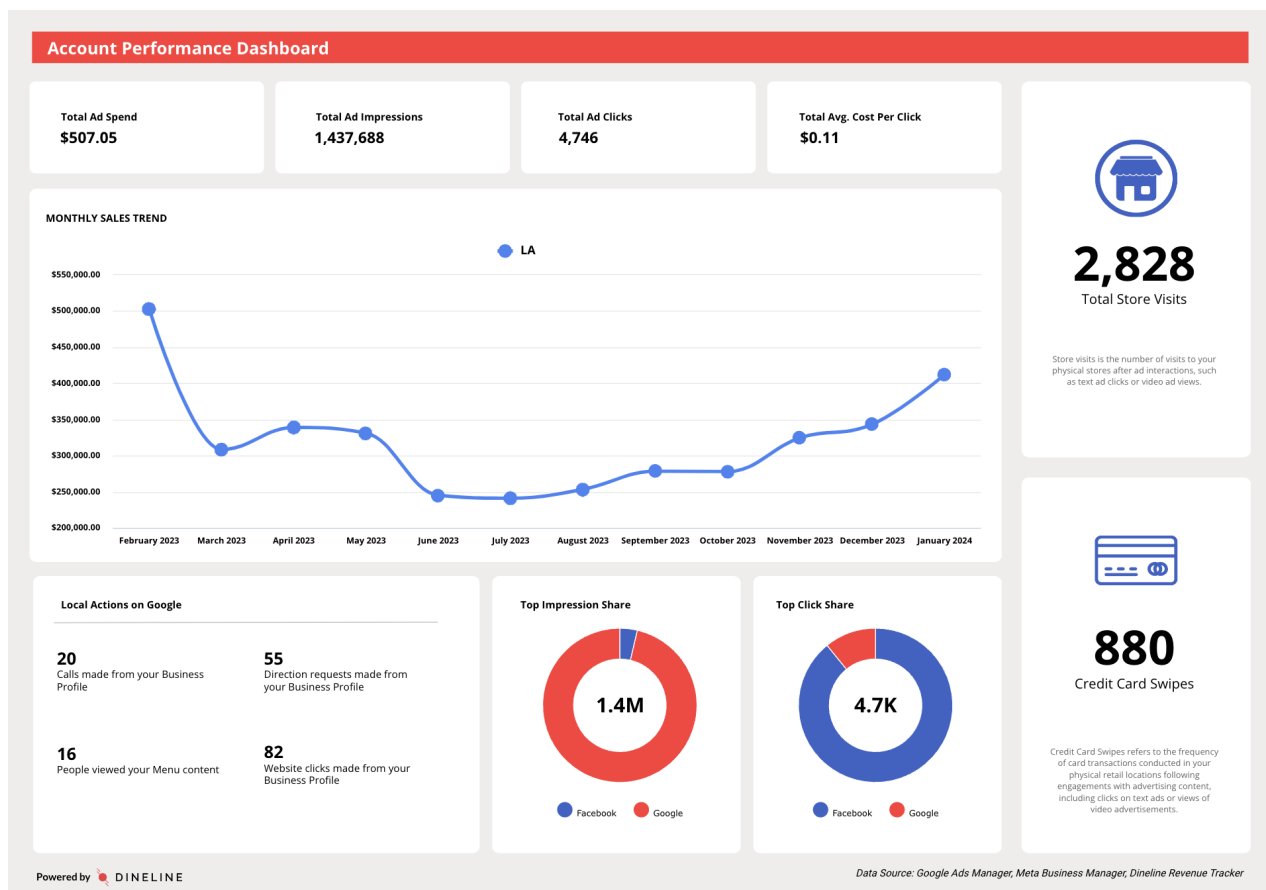 Account Performance Dashboard
Total Ad Spend
$507.05
Total Ad Impressions
1,437,688
Total Ad Clicks
4,746
Total Avg. Cost Per Click
$0.11
MONTHLY SALES TREND
LA
$550,000.00
$500,000.00
$450,000.00
$400,000.00
$350,000.00
$300,000.00
$250,000.00
$200,000.00
February 2023
March 2023
April 2023
May 2023
June 2023
July 2023
August 2023
September 2023
October 2023
November 2023
December 2023
January 2024
2,828
Total Store Visits
Store visits is the number of visits to your
physical stores after ad interactions, such
as text ad clicks or video ad views.
Local Actions on Google
20
Calls made from your Business
Profile
55
Direction requests made from
your Business Profile
16
People viewed your Menu content
82
Website clicks made from your
Business Profile
Top Impression Share
1.4M
Facebook
Google
Top Click Share
4.7K
Facebook
Google
880
Credit Card Swipes
Credit Card Swipes refers to the frequency
of card transactions conducted in your
physical retail locations following
engagements with advertising content,
including clicks on text ads or views of
video advertisements.
Powered by DINELINE
Data Source: Google Ads Manager, Meta Business Manager, Dineline Revenue Tracker